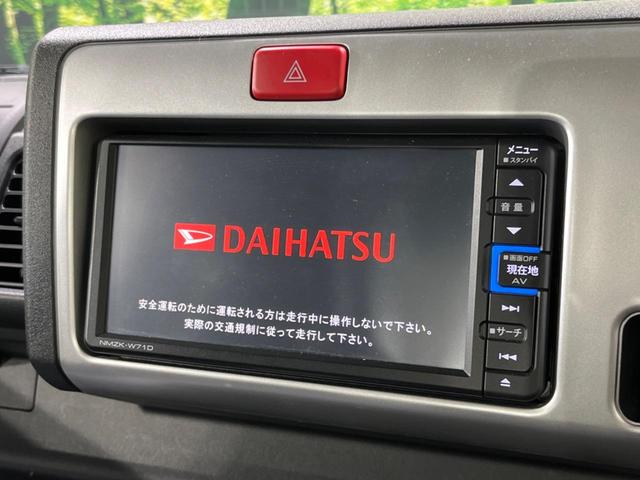 メニュー
■スタンバイ
音量
DAIHATSU
■画面OFF
現在地
AV
安全運転のために運転される方は走行中に操作しないで下さい。
実際の交通規制に従って走行して下さい。
■サーチ
NMZK-W71D